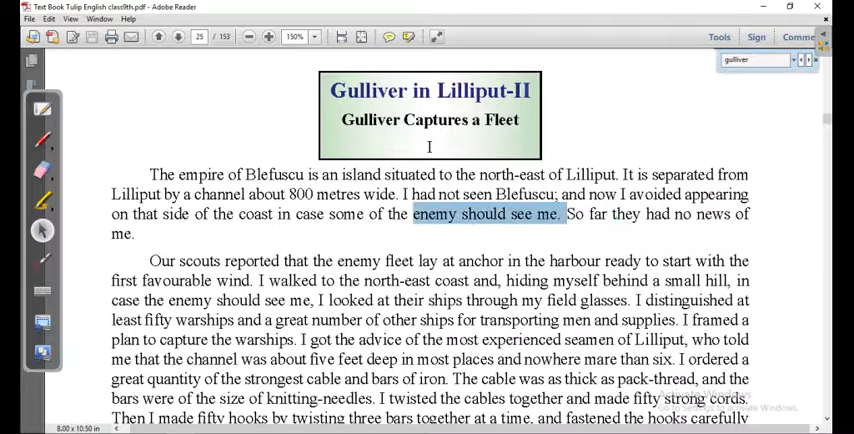 Text Book Tulip English class9th.pdf - Adobe Reader
File Edit View Window Help
25 / 153 150% Tools Sign Comme
gulliver
Gulliver in Lilliput-II
Gulliver Captures a Fleet
The empire of Blefuscu is an island situated to the north-east of Lilliput. It is separated from
Lilliput by a channel about 800 metres wide. I had not seen Blefuscu; and now I avoided appearing
on that side of the coast in case some of the enemy should see me. So far they had no news of
me.
Our scouts reported that the enemy fleet lay at anchor in the harbour ready to start with the
first favourable wind. I walked to the north-east coast and, hiding myself behind a small hill, in
case the enemy should see me, I looked at their ships through my field glasses. I distinguished at
least fifty warships and a great number of other ships for transporting men and supplies. I framed a
plan to capture the warships. I got the advice of the most experienced seamen of Lilliput, who told
me that the channel was about five feet deep in most places and nowhere mare than six. I ordered a
great quantity of the strongest cable and bars of iron. The cable was as thick as pack-thread, and the
bars were of the size of knitting-needles. I twisted the cables together and made fifty strong cords.
Then I made fifty hooks by twisting three bars together at a time, and fastened the hooks carefully
Activate Windows
Go to Settings to activate Windows.
8.00 x 10.50 in